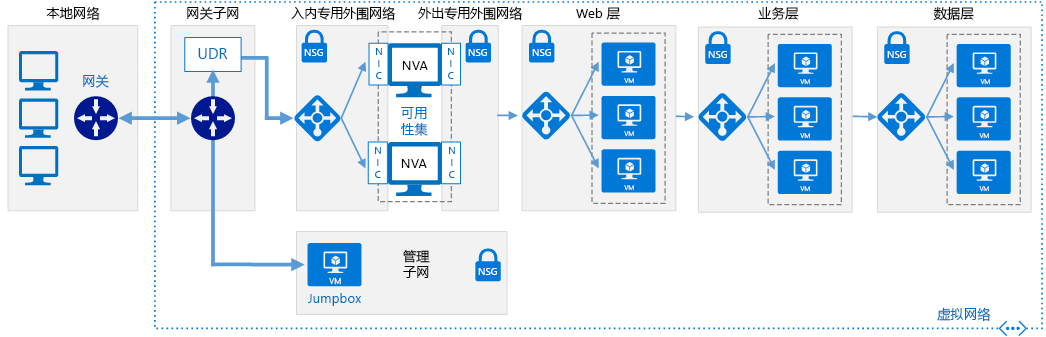 本地网络
网关子网
入内专用外围网络
外出专用外围网络
Web 层
业务层
数据层
网关
UDR
NSG
NIC
NVA
NIC
NSG
可用
性集
NIC
NVA
NIC
NSG
VM
VM
VM
NSG
VM
VM
VM
NSG
VM
VM
VM
VM
Jumpbox
管理
子网
NSG
虚拟网络